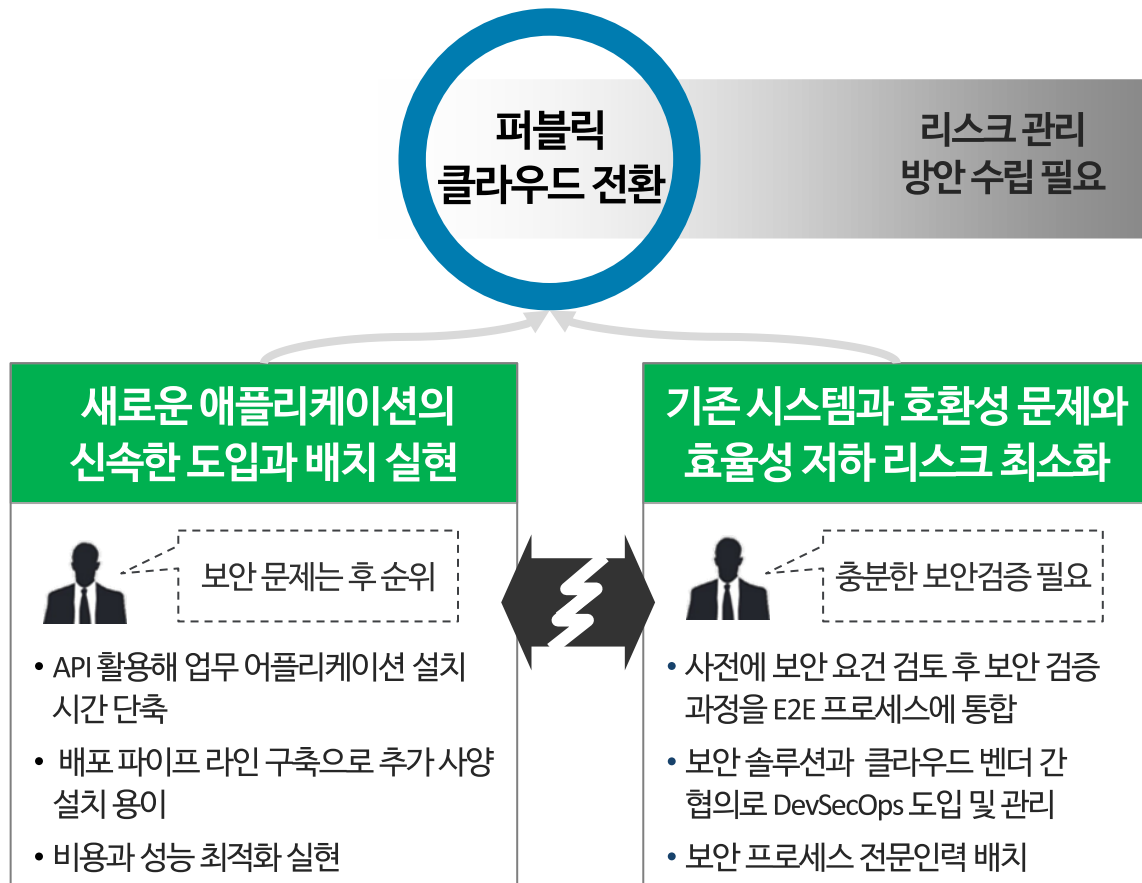 퍼블릭
클라우드 전환
리스크 관리
방안 수립 필요
새로운 애플리케이션의
신속한 도입과 배치 실현
보안 문제는 후 순위
• API 활용해 업무 어플리케이션 설치
시간 단축
• 배포 파이프 라인 구축으로 추가 사양
설치 용이
• 비용과 성능 최적화 실현
기존 시스템과 호환성 문제와
효율성 저하 리스크 최소화
충분한 보안검증 필요
• 사전에 보안 요건 검토 후 보안 검증
과정을 E2E 프로세스에 통합
• 보안 솔루션과 클라우드 벤더 간
협의로 DevSecOps 도입 및 관리
• 보안 프로세스 전문인력 배치